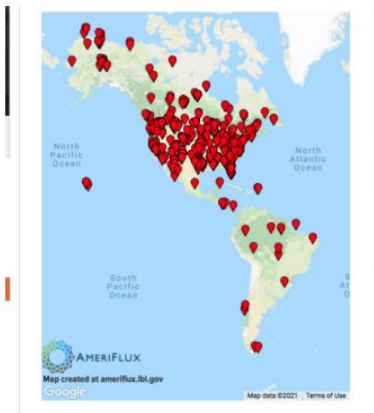 North
Pacific
Ocean
North
Atlantic
Ocean
South
Pacific
Ocean
S
At
O
AMERIFLUX
Map created at ameriflux.lbl.gov
Google
Map data ©2021 Terms of Use